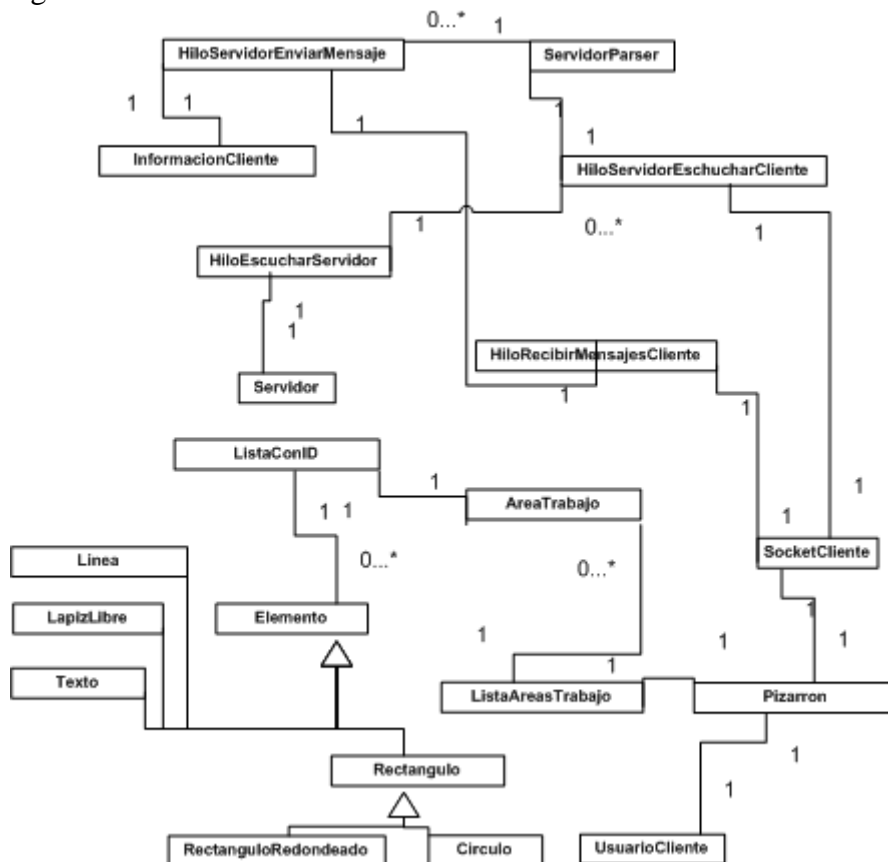 0...*
1
HiloServidorEnviarMensaje
ServidorParser
1
1
1
1
1
InformacionCliente
HiloServidorEschucharCliente
1
0...*
1
HiloEscucharServidor
1
1
HiloRecibirMensajesCliente
Servidor
1
1
ListaConID
1
AreaTrabajo
1
1
1
1
Linea
0...*
0...*
SocketCliente
LapizLibre
Elemento
1
1
1
1
1
Texto
ListaAreasTrabajo
Pizarron
1
Rectangulo
1
RectanguloRedondeado
Circulo
UsuarioCliente